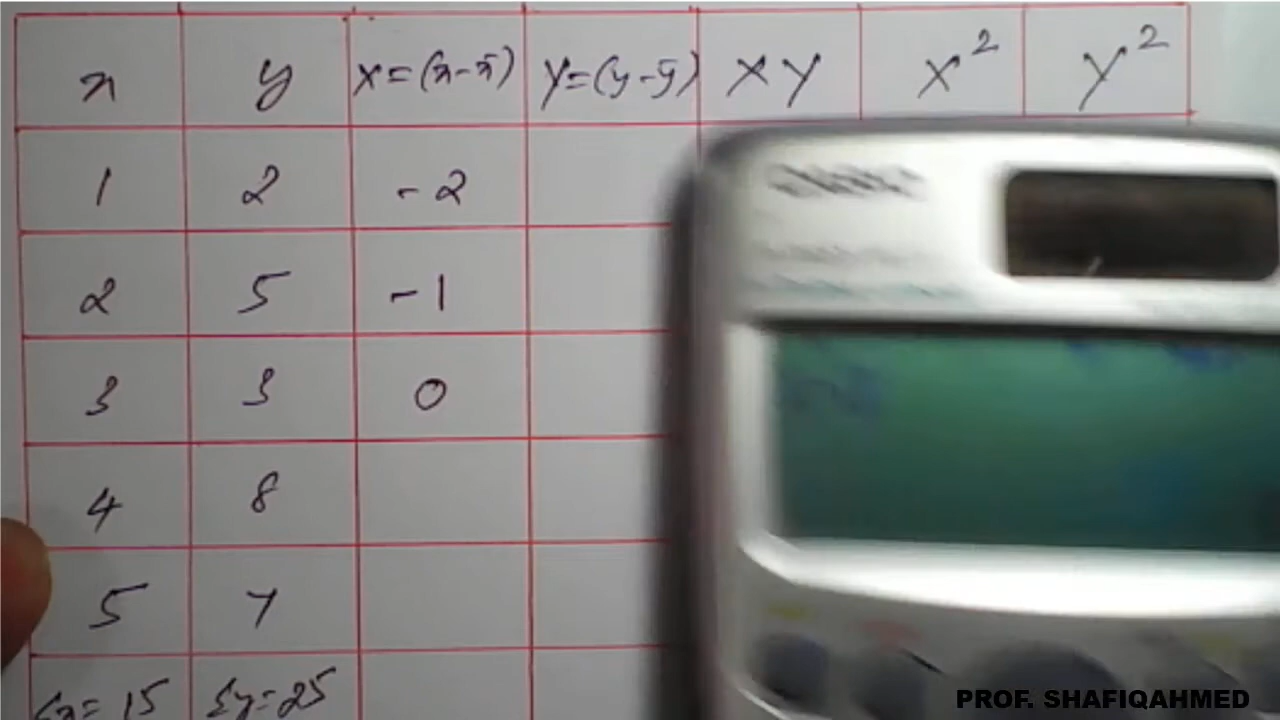 x y X=(x-x̄) Y=(y-ȳ) XY X² Y²
1 2 -2
2 5 -1
3 3 0
4 8
5 7
Σx=15 Σy=25
PROF. SHAFIQAHMED